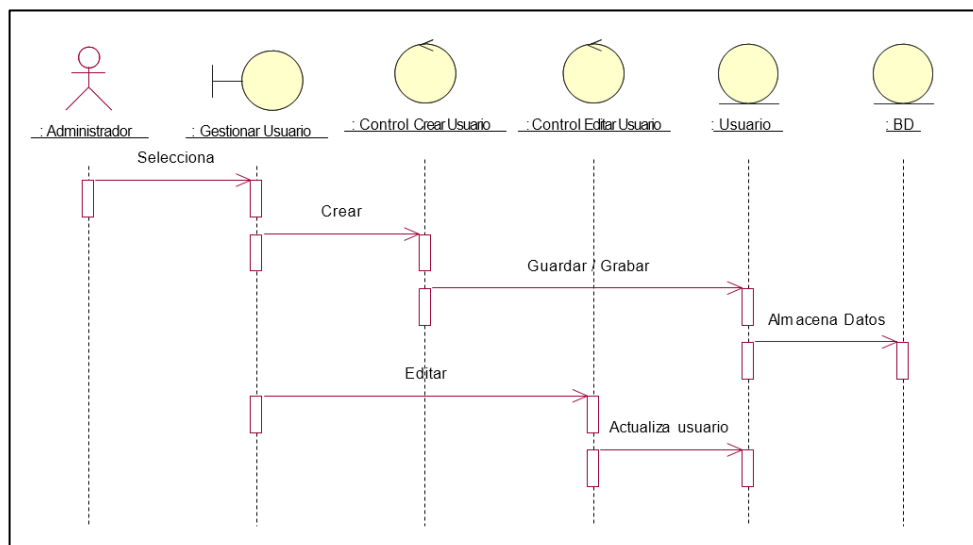 : Administrador
: Gestionar Usuario
: Control Crear Usuario
: Control Editar Usuario
: Usuario
: BD
Selecciona
Crear
Guardar / Grabar
Almacena Datos
Editar
Actualiza usuario